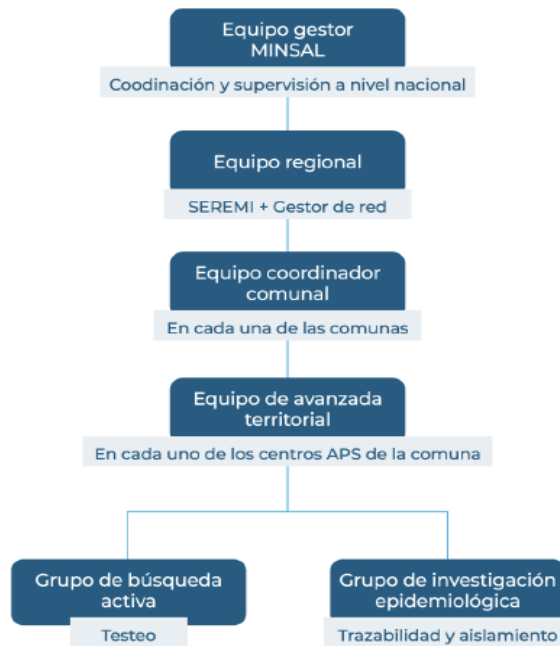 Equipo gestor
MINSAL
Coodinación y supervisión a nivel nacional
Equipo regional
SEREMI + Gestor de red
Equipo coordinador
comunal
En cada una de las comunas
Equipo de avanzada
territorial
En cada uno de los centros APS de la comuna
Grupo de búsqueda
activa
Testeo
Grupo de investigación
epidemiológica
Trazabilidad y aislamiento